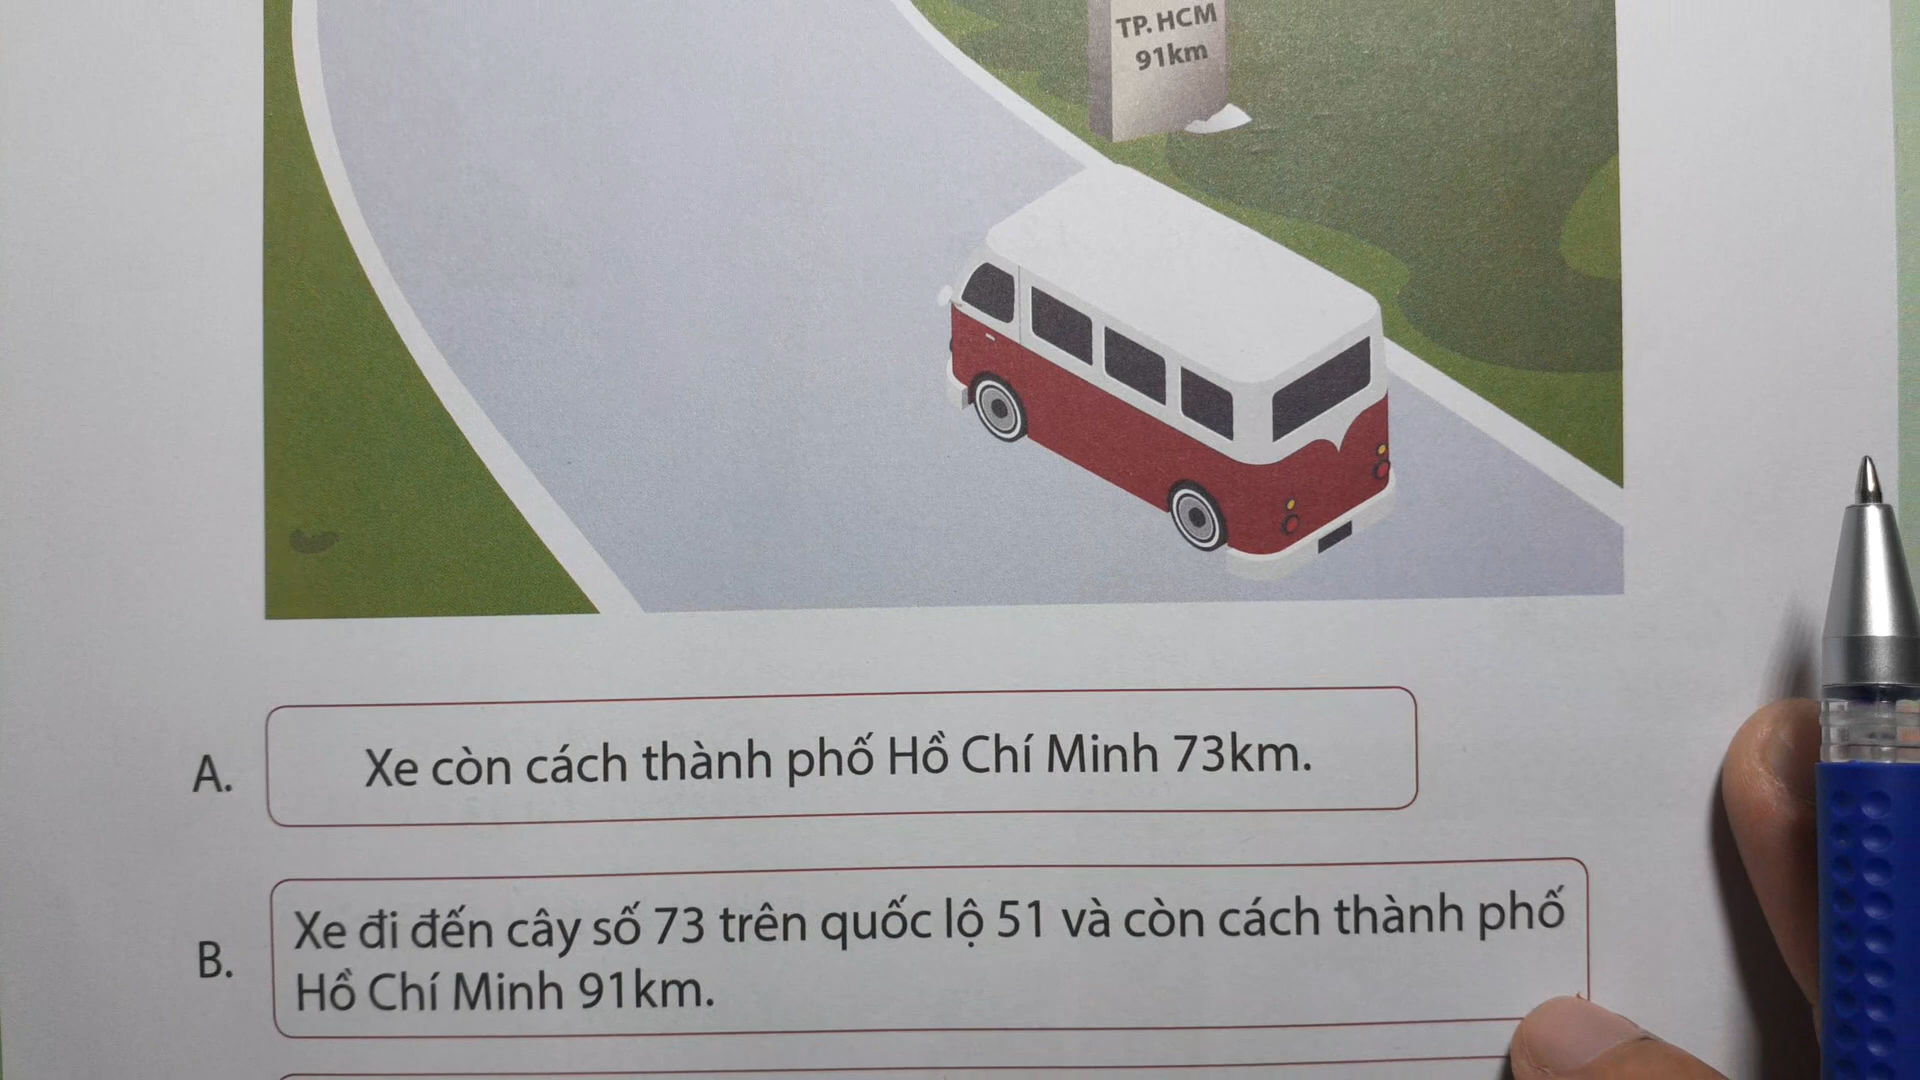 TP. HCM
91km
A.
Xe còn cách thành phố Hồ Chí Minh 73km.
B.
Xe đi đến cây số 73 trên quốc lộ 51 và còn cách thành phố
Hồ Chí Minh 91km.